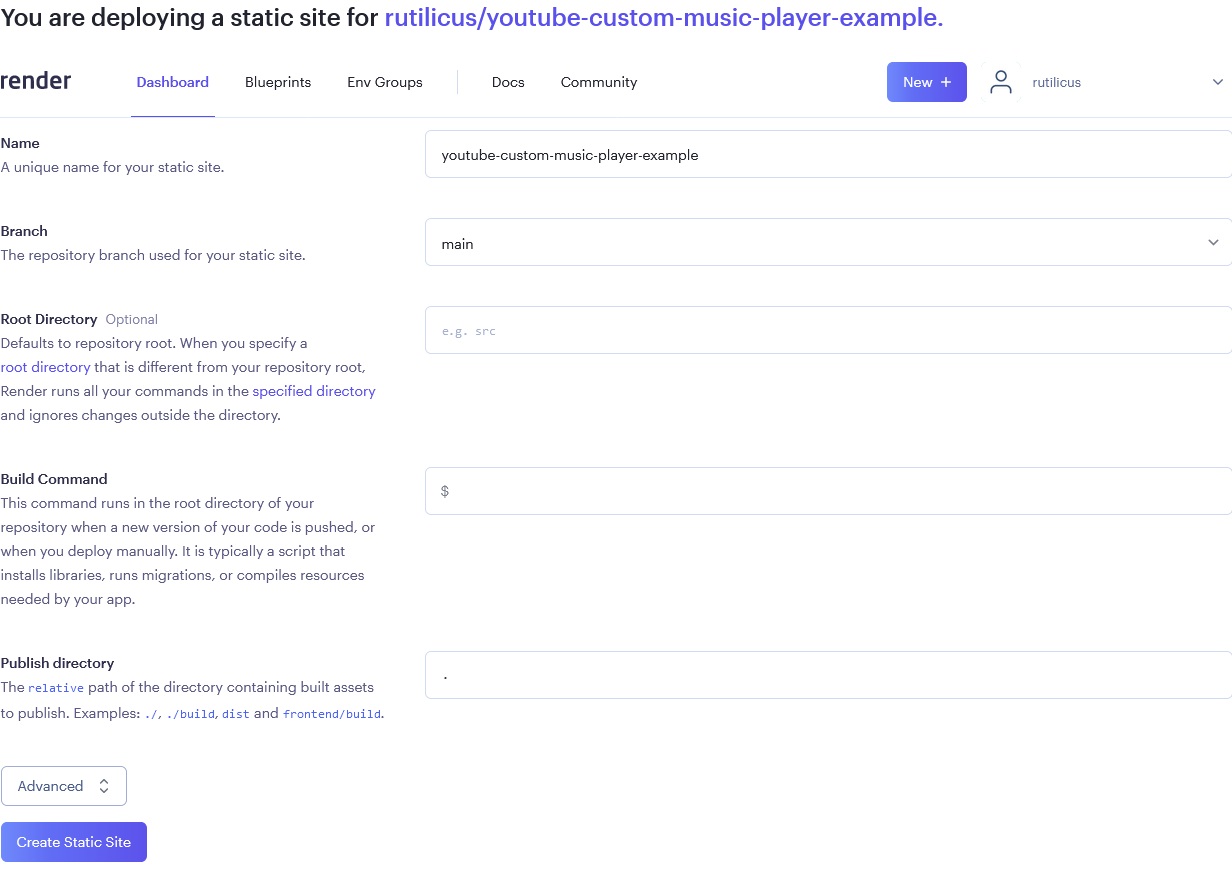 You are deploying a static site for rutilicus/youtube-custom-music-player-example.
render Dashboard Blueprints Env Groups Docs Community New + rutilicus
Name
A unique name for your static site.
youtube-custom-music-player-example
Branch
The repository branch used for your static site.
main
Root Directory Optional
Defaults to repository root. When you specify a
root directory that is different from your repository root,
Render runs all your commands in the specified directory
and ignores changes outside the directory.
e.g. src
Build Command
This command runs in the root directory of your
repository when a new version of your code is pushed, or
when you deploy manually. It is typically a script that
installs libraries, runs migrations, or compiles resources
needed by your app.
$
Publish directory
The relative path of the directory containing built assets
to publish. Examples: ./, ./build, dist and frontend/build.
.
Advanced
Create Static Site